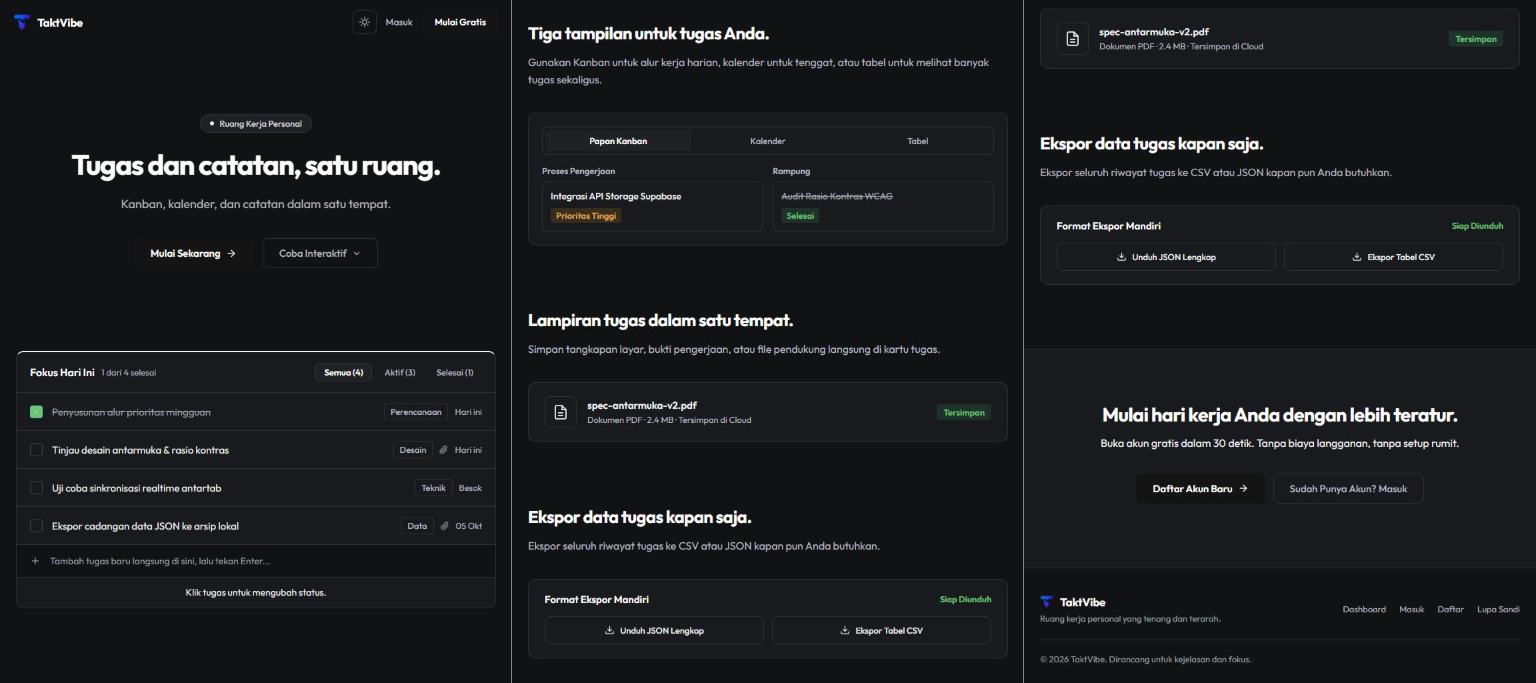 TaktVibe
Masuk
Mulai Gratis
Ruang Kerja Personal
Tugas dan catatan, satu ruang.
Kanban, kalender, dan catatan dalam satu tempat.
Mulai Sekarang →
Coba Interaktif
Fokus Hari Ini 1 dari 4 selesai
Semua (4)
Aktif (3)
Selesai (1)
Penyusunan alur prioritas mingguan
Perencanaan
Hari ini
Tinjau desain antarmuka & rasio kontras
Desain
Hari ini
Uji coba sinkronisasi realtime antartab
Teknik
Besok
Ekspor cadangan data JSON ke arsip lokal
Data
05 Okt
+ Tambah tugas baru langsung di sini, lalu tekan Enter...
Klik tugas untuk mengubah status.
Tiga tampilan untuk tugas Anda.
Gunakan Kanban untuk alur kerja harian, kalender untuk tenggat, atau tabel untuk melihat banyak
tugas sekaligus.
Papan Kanban
Kalender
Tabel
Proses Pengerjaan
Integrasi API Storage Supabase
Prioritas Tinggi
Rampung
Audit Rasio Kontras WCAG
Selesai
Lampiran tugas dalam satu tempat.
Simpan tangkapan layar, bukti pengerjaan, atau file pendukung langsung di kartu tugas.
spec-antarmuka-v2.pdf
Dokumen PDF · 2.4 MB · Tersimpan di Cloud
Tersimpan
Ekspor data tugas kapan saja.
Ekspor seluruh riwayat tugas ke CSV atau JSON kapan pun Anda butuhkan.
Format Ekspor Mandiri
Siap Diunduh
Unduh JSON Lengkap
Ekspor Tabel CSV
spec-antarmuka-v2.pdf
Dokumen PDF · 2.4 MB · Tersimpan di Cloud
Tersimpan
Ekspor data tugas kapan saja.
Ekspor seluruh riwayat tugas ke CSV atau JSON kapan pun Anda butuhkan.
Format Ekspor Mandiri
Siap Diunduh
Unduh JSON Lengkap
Ekspor Tabel CSV
Mulai hari kerja Anda dengan lebih teratur.
Buka akun gratis dalam 30 detik. Tanpa biaya langganan, tanpa setup rumit.
Daftar Akun Baru →
Sudah Punya Akun? Masuk
TaktVibe
Ruang kerja personal yang tenang dan terarah.
Dashboard
Masuk
Daftar
Lupa Sandi
© 2026 TaktVibe. Dirancang untuk kejelasan dan fokus.